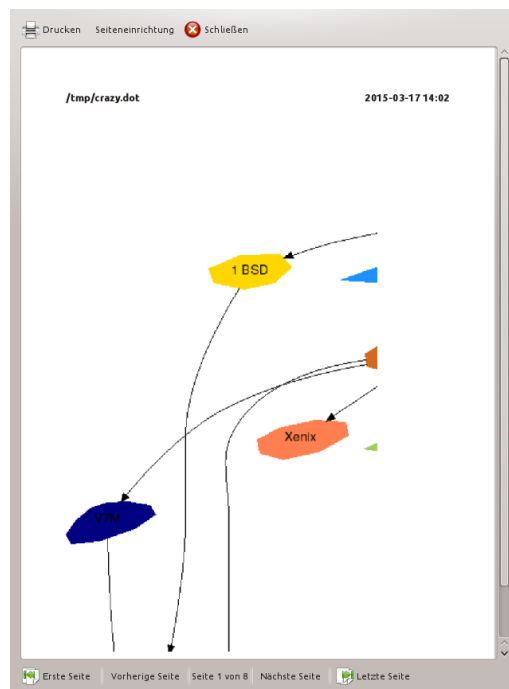 Drucken Seiteneinrichtung Schließen
/tmp/crazy.dot 2015-03-17 14:02
1 BSD
Xenix
V7M
Erste Seite Vorherige Seite Seite 1 von 8 Nächste Seite Letzte Seite